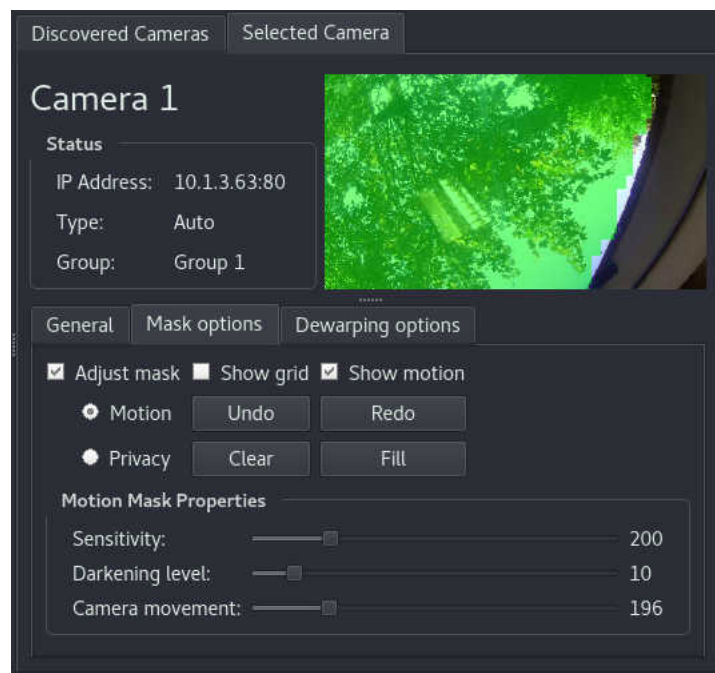 Discovered Cameras Selected Camera
Camera 1
Status
IP Address: 10.1.3.63:80
Type: Auto
Group: Group 1
General Mask options Dewarping options
Adjust mask Show grid Show motion
Motion Undo Redo
Privacy Clear Fill
Motion Mask Properties
Sensitivity: 200
Darkening level: 10
Camera movement: 196